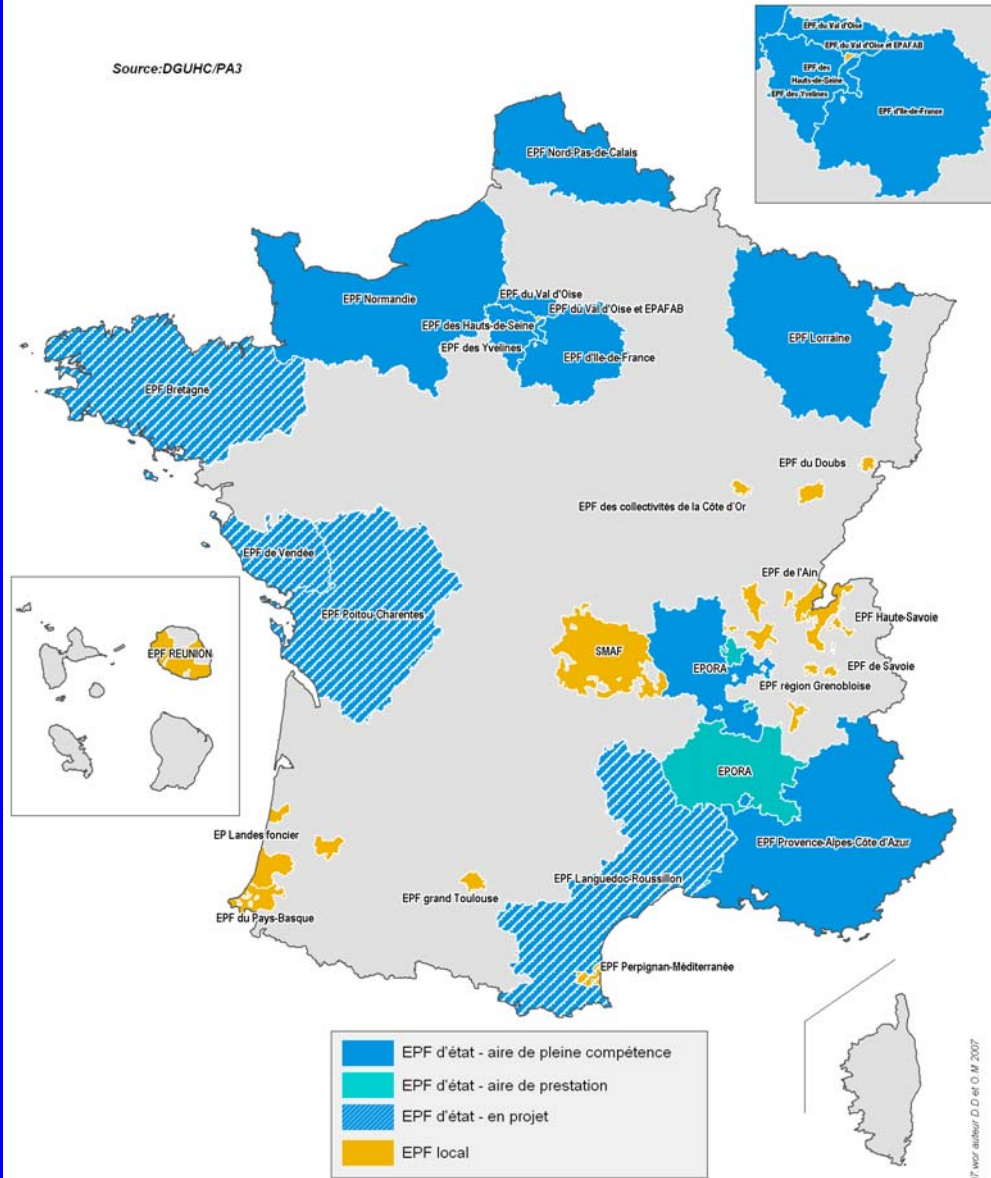 Source:DGUHC/PA3
EPF du Val d'Oise
EPF du Val d'Oise et EPAFAB
EPF des
Hauts-de-Seine
EPF des Yvelines
EPF d'Ile-de-France
EPF Nord-Pas-de-Calais
EPF Normandie
EPF du Val d'Oise
EPF du Val d'Oise et EPAFAB
EPF des Hauts-de-Seine
EPF des Yvelines
EPF d'Ile-de-France
EPF Lorraine
EPF Bretagne
EPF du Doubs
EPF des collectivités de la Côte d'Or
EPF de Vendée
EPF de l'Ain
EPF Poitou-Charentes
EPF Haute-Savoie
EPF REUNION
SMAF
EPORA
EPF de Savoie
EPF région Grenobloise
EPORA
EP Landes foncier
EPF Provence-Alpes-Côte d'Azur
EPF Languedoc-Roussillon
EPF grand Toulouse
EPF du Pays-Basque
EPF Perpignan-Méditerranée
EPF d'état - aire de pleine compétence
EPF d'état - aire de prestation
EPF d'état - en projet
EPF local
wor auteur D.D et O.M 2007